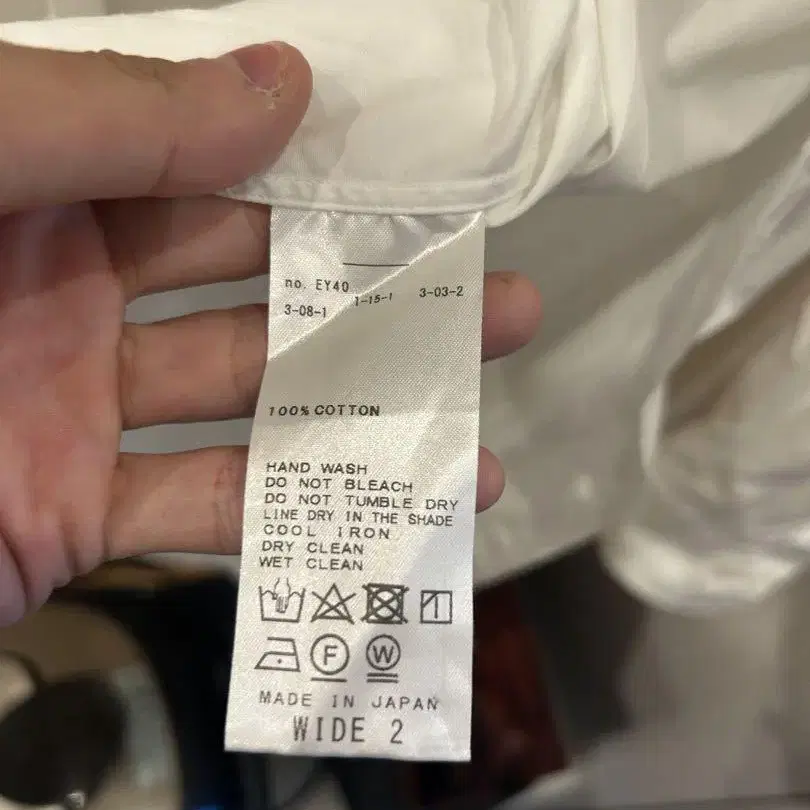 no. EY40
3-08-1 1-15-1 3-03-2
100% COTTON
HAND WASH
DO NOT BLEACH
DO NOT TUMBLE DRY
LINE DRY IN THE SHADE
COOL IRON
DRY CLEAN
WET CLEAN
F W
MADE IN JAPAN
WIDE 2